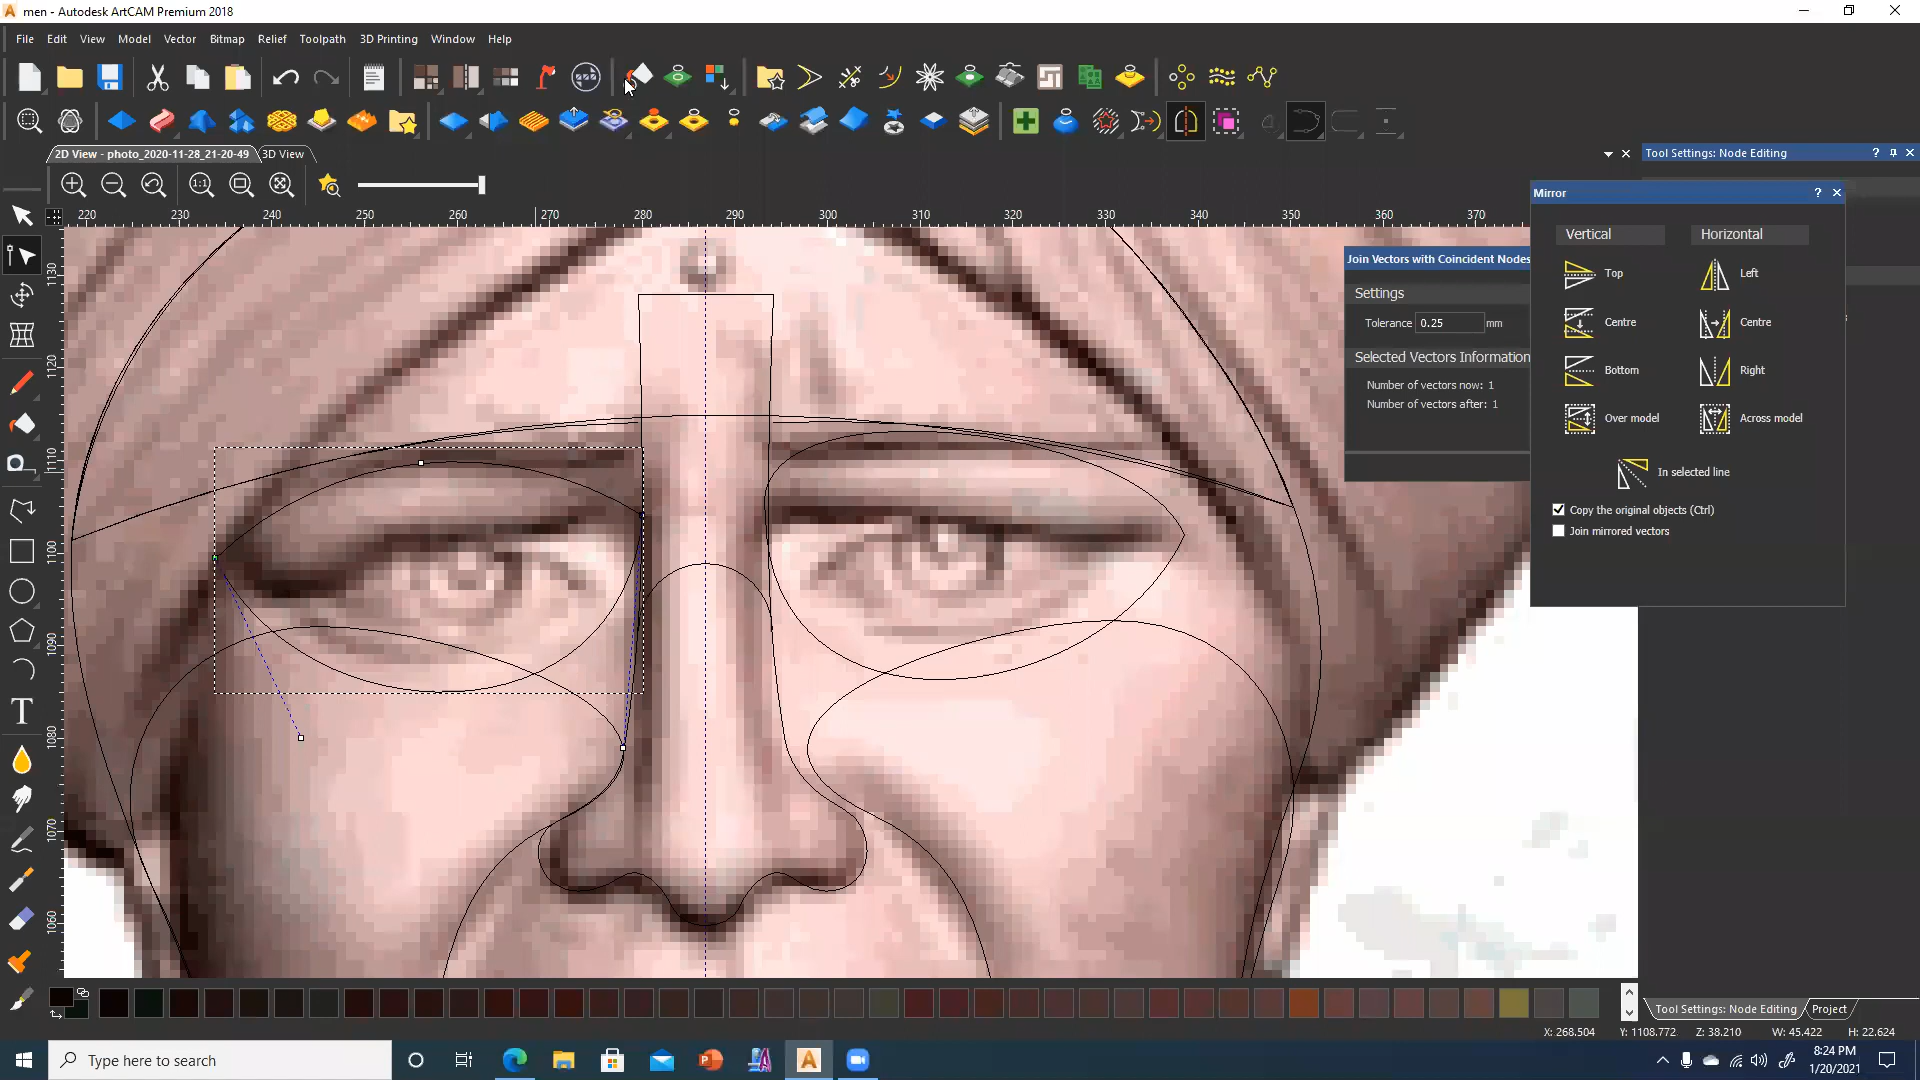 men - Autodesk ArtCAM Premium 2018
File Edit View Model Vector Bitmap Relief Toolpath 3D Printing Window Help
2D View - photo_2020-11-28_21-20-49 3D View
Tool Settings: Node Editing ?
1:1
220 230 240 250 260 270 280 290 300 310 320 330 340 350 360 370
1130
1120
1110
1100
1090
1080
1070
1060
T
Join Vectors with Coincident Nodes
Settings
Tolerance 0.25 mm
Selected Vectors Information
Number of vectors now: 1
Number of vectors after: 1
Mirror ?
Vertical Horizontal
Top Left
Centre Centre
Bottom Right
Over model Across model
In selected line
Copy the original objects (Ctrl)
Join mirrored vectors
Tool Settings: Node Editing Project
X: 268.504 Y: 1108.772 Z: 38.210 W: 45.422 H: 22.624
Type here to search
8:24 PM
1/20/2021